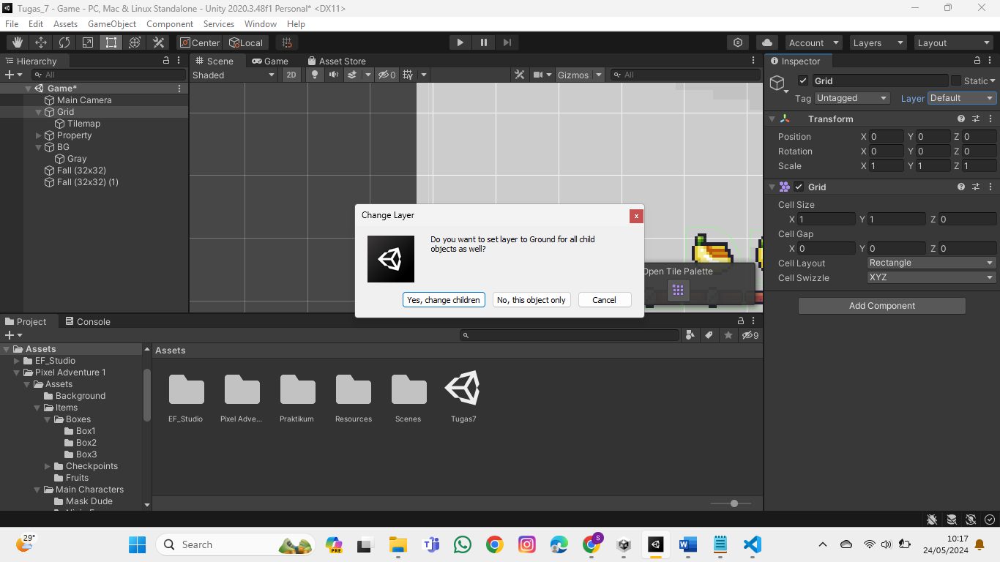 Tugas_7 - Game - PC, Mac & Linux Standalone - Unity 2020.3.48f1 Personal* <DX11>
File Edit Assets GameObject Component Services Window Help
Center Local Account Layers Layout
Hierarchy
All
Game*
Main Camera
Grid
Tilemap
Property
BG
Gray
Fall (32x32)
Fall (32x32) (1)
Scene Game Asset Store
Shaded 2D 0 Gizmos All
Open Tile Palette
Change Layer
x
Do you want to set layer to Ground for all child
objects as well?
Yes, change children No, this object only Cancel
Inspector
Grid Static
Tag Untagged Layer Default
Transform
Position X 0 Y 0 Z 0
Rotation X 0 Y 0 Z 0
Scale X 1 Y 1 Z 1
Grid
Cell Size
X 1 Y 1 Z 0
Cell Gap
X 0 Y 0 Z 0
Cell Layout Rectangle
Cell Swizzle XYZ
Add Component
Project Console
9
Assets
EF_Studio
Pixel Adventure 1
Assets
Background
Items
Boxes
Box1
Box2
Box3
Checkpoints
Fruits
Main Characters
Mask Dude
Assets
EF_Studio Pixel Adve... Praktikum Resources Scenes Tugas7
29°
Search
PRE
S
10:17
24/05/2024